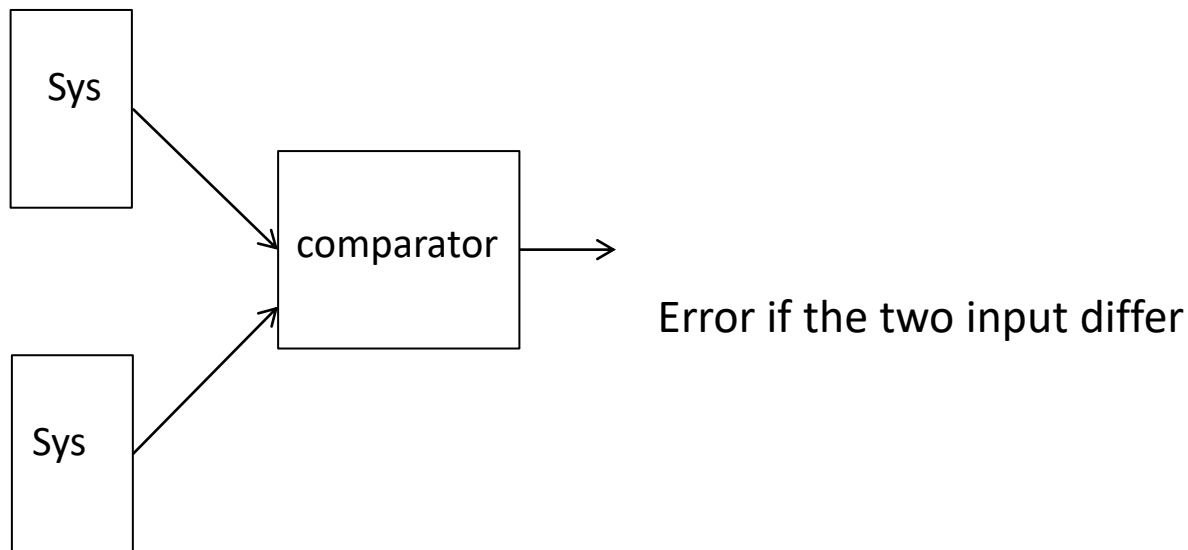 Sys
comparator
Error if the two input differ
Sys